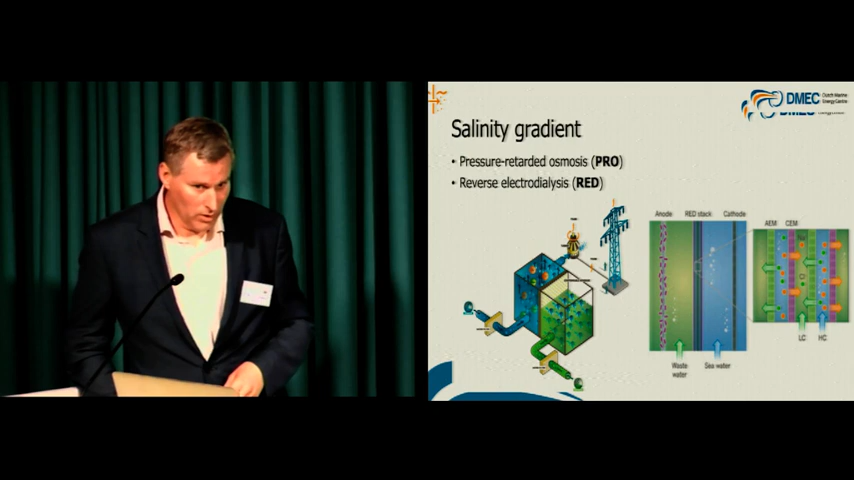 DMEC
Dutch Marine
Energy Centre
Salinity gradient
• Pressure-retarded osmosis (PRO)
• Reverse electrodialysis (RED)
Anode RED stack Cathode
AEM CEM
LC HC
Waste
water
Sea water